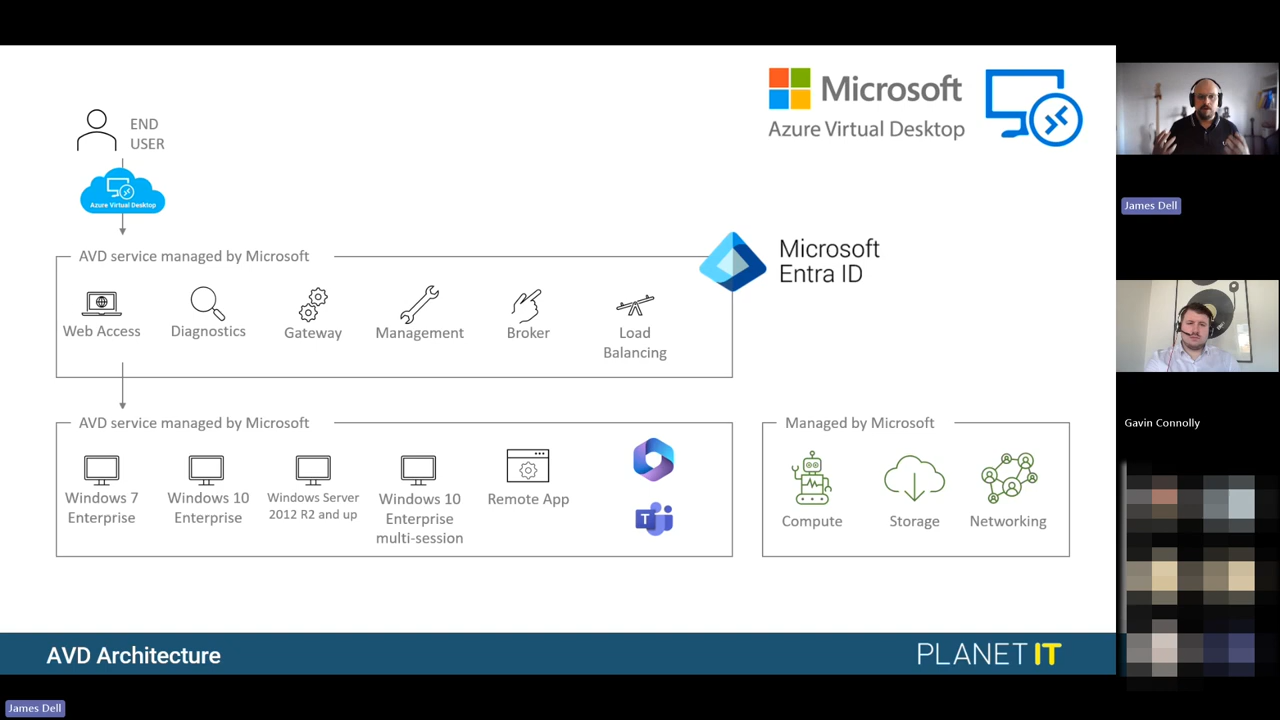 Microsoft
Azure Virtual Desktop
END
USER
Azure Virtual Desktop
AVD service managed by Microsoft
Microsoft
Entra ID
Web Access
Diagnostics
Gateway
Management
Broker
Load
Balancing
AVD service managed by Microsoft
Windows 7
Enterprise
Windows 10
Enterprise
Windows Server
2012 R2 and up
Windows 10
Enterprise
multi-session
Remote App
T
Managed by Microsoft
Compute
Storage
Networking
AVD Architecture
PLANET IT
James Dell
Gavin Connolly
James Dell